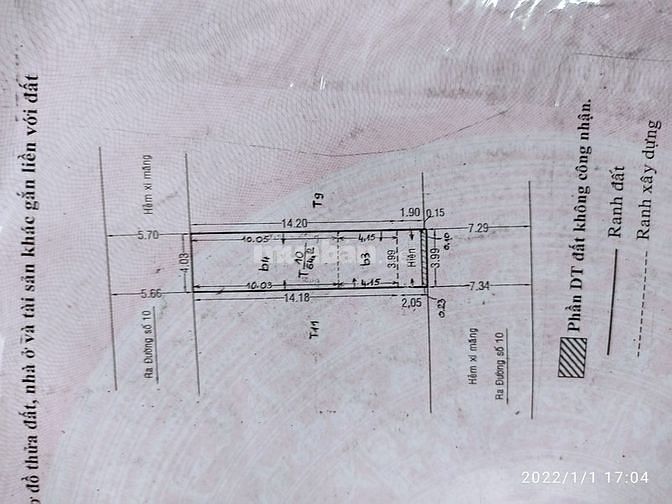 đồ thửa đất, nhà ở và tài sản khác gắn liền với đất
Hẻm xi măng
Ra Đường số 10
5.70
5.66
4.03
T9
14.20
1.90
0.15
10.05
4.15
b4
T 10
64,2
b3
3.99
Hiên
3.99
0.10
10.03
4.15
14.18
2,05
0.23
T11
7.29
7.34
Hẻm xi măng
Ra Đường số 10
Phần DT đất không công nhận.
Ranh đất
Ranh xây dựng
2022/1/1 17:04